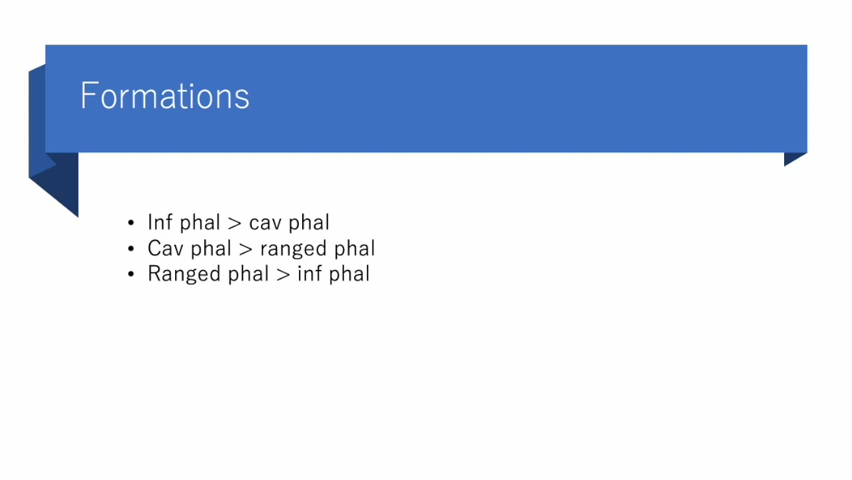 Formations
• Inf phal > cav phal
• Cav phal > ranged phal
• Ranged phal > inf phal